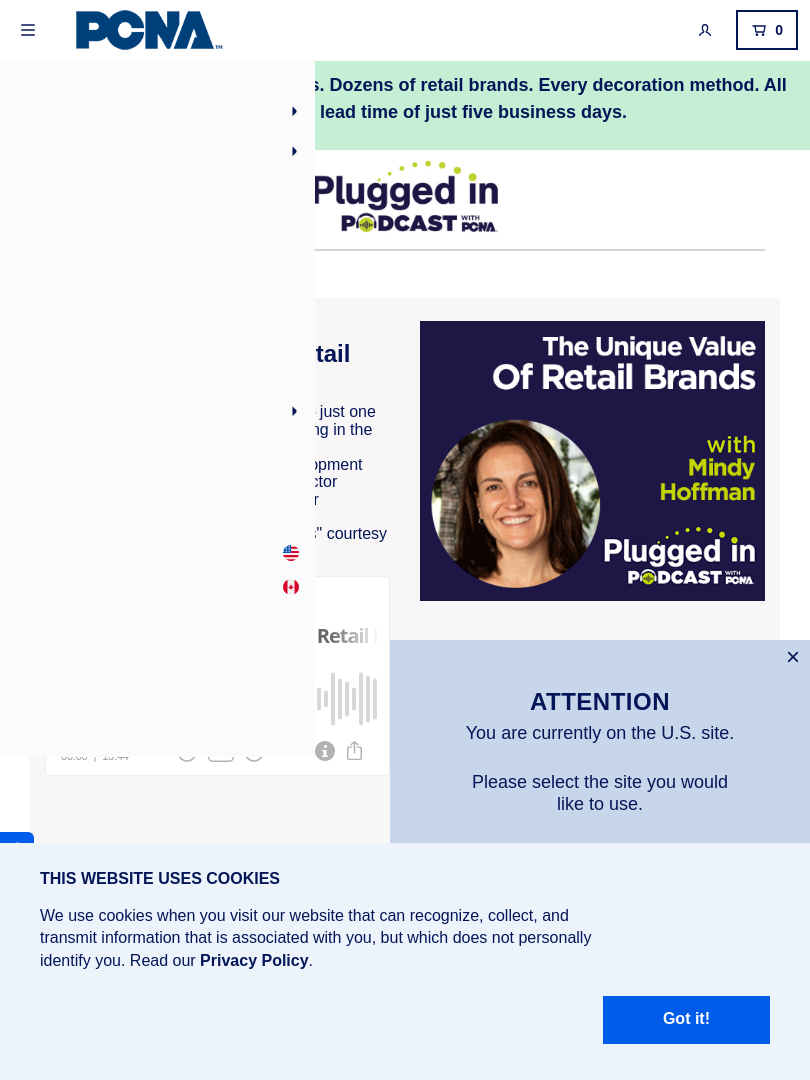 PCNA™
0
s. Dozens of retail brands. Every decoration method. All
lead time of just five business days.
Plugged in
PODCAST WITH PCNA
tail
just one
ng in the
opment
ctor
r
s" courtesy
The Unique Value
Of Retail Brands
with
Mindy
Hoffman
Plugged in
PODCAST WITH PCNA
Retail
00:00 | 15:44
×
ATTENTION
You are currently on the U.S. site.
Please select the site you would
like to use.
THIS WEBSITE USES COOKIES
We use cookies when you visit our website that can recognize, collect, and
transmit information that is associated with you, but which does not personally
identify you. Read our Privacy Policy.
Got it!